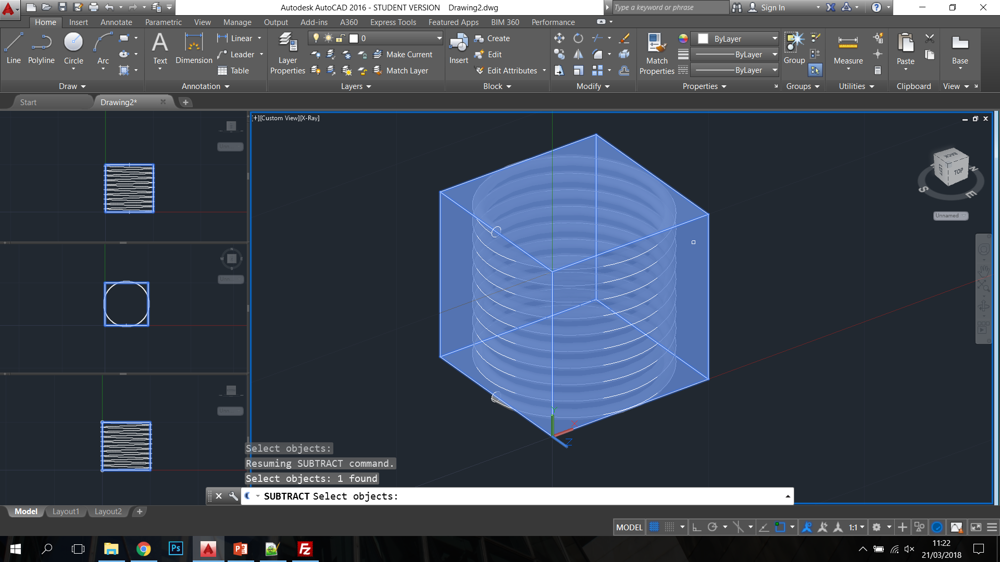 Autodesk AutoCAD 2016 - STUDENT VERSION Drawing2.dwg
Type a keyword or phrase
Sign In
Home Insert Annotate Parametric View Manage Output Add-ins A360 Express Tools Featured Apps BIM 360 Performance
Line Polyline Circle Arc
Draw
Text Dimension
Linear
Leader
Table
Annotation
Layer
Properties
0
Make Current
Match Layer
Layers
Insert
Create
Edit
Edit Attributes
Block
Modify
Match
Properties
ByLayer
ByLayer
ByLayer
Properties
Group
Groups
Measure
Utilities
Paste
Clipboard
Base
View
Start
Drawing2*
[+][Custom View][X-Ray]
BACK
TOP
S
E
N
Unnamed
N
W
E
S
Z
Select objects:
Resuming SUBTRACT command.
Select objects: 1 found
SUBTRACT Select objects:
Model Layout1 Layout2
MODEL
1:1
Ps
Fz
11:22
21/03/2018